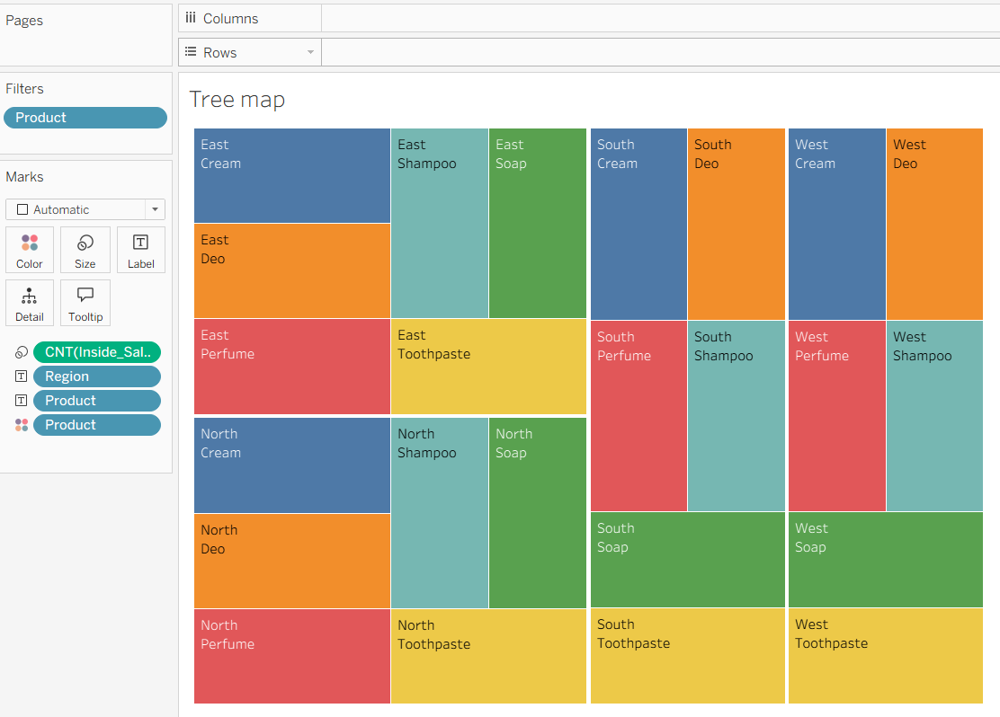 Pages
Columns
Rows
Filters
Product
Marks
Automatic
Color
Size
Label
Detail
Tooltip
CNT(Inside_Sal..
Region
Product
Product
Tree map
East
Cream
East
Shampoo
East
Soap
East
Deo
East
Perfume
East
Toothpaste
North
Cream
North
Shampoo
North
Soap
North
Deo
North
Perfume
North
Toothpaste
South
Cream
South
Deo
South
Perfume
South
Shampoo
South
Soap
South
Toothpaste
West
Cream
West
Deo
West
Perfume
West
Shampoo
West
Soap
West
Toothpaste